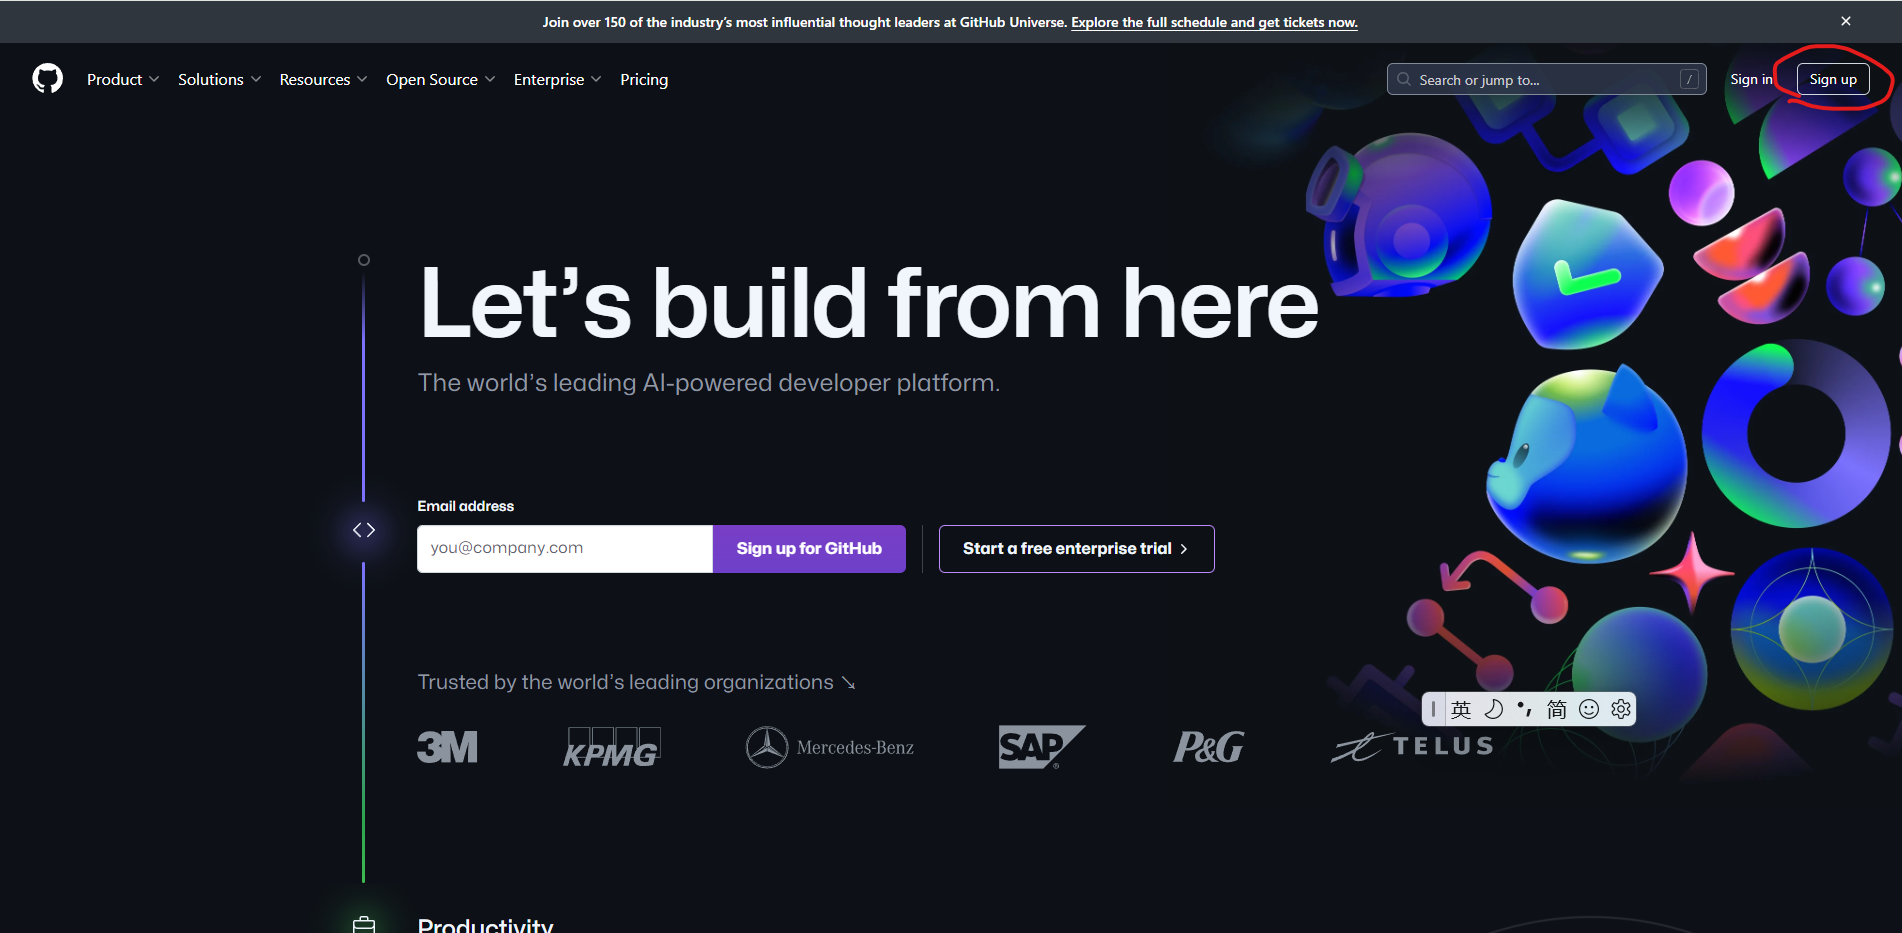 Join over 150 of the industry’s most influential thought leaders at GitHub Universe. Explore the full schedule and get tickets now.
Product Solutions Resources Open Source Enterprise Pricing Search or jump to... / Sign in Sign up
Let’s build from here
The world’s leading AI-powered developer platform.
Email address
you@company.com Sign up for GitHub Start a free enterprise trial
Trusted by the world’s leading organizations
英 简
3M KPMG Mercedes-Benz SAP® P&G TELUS
Productivity